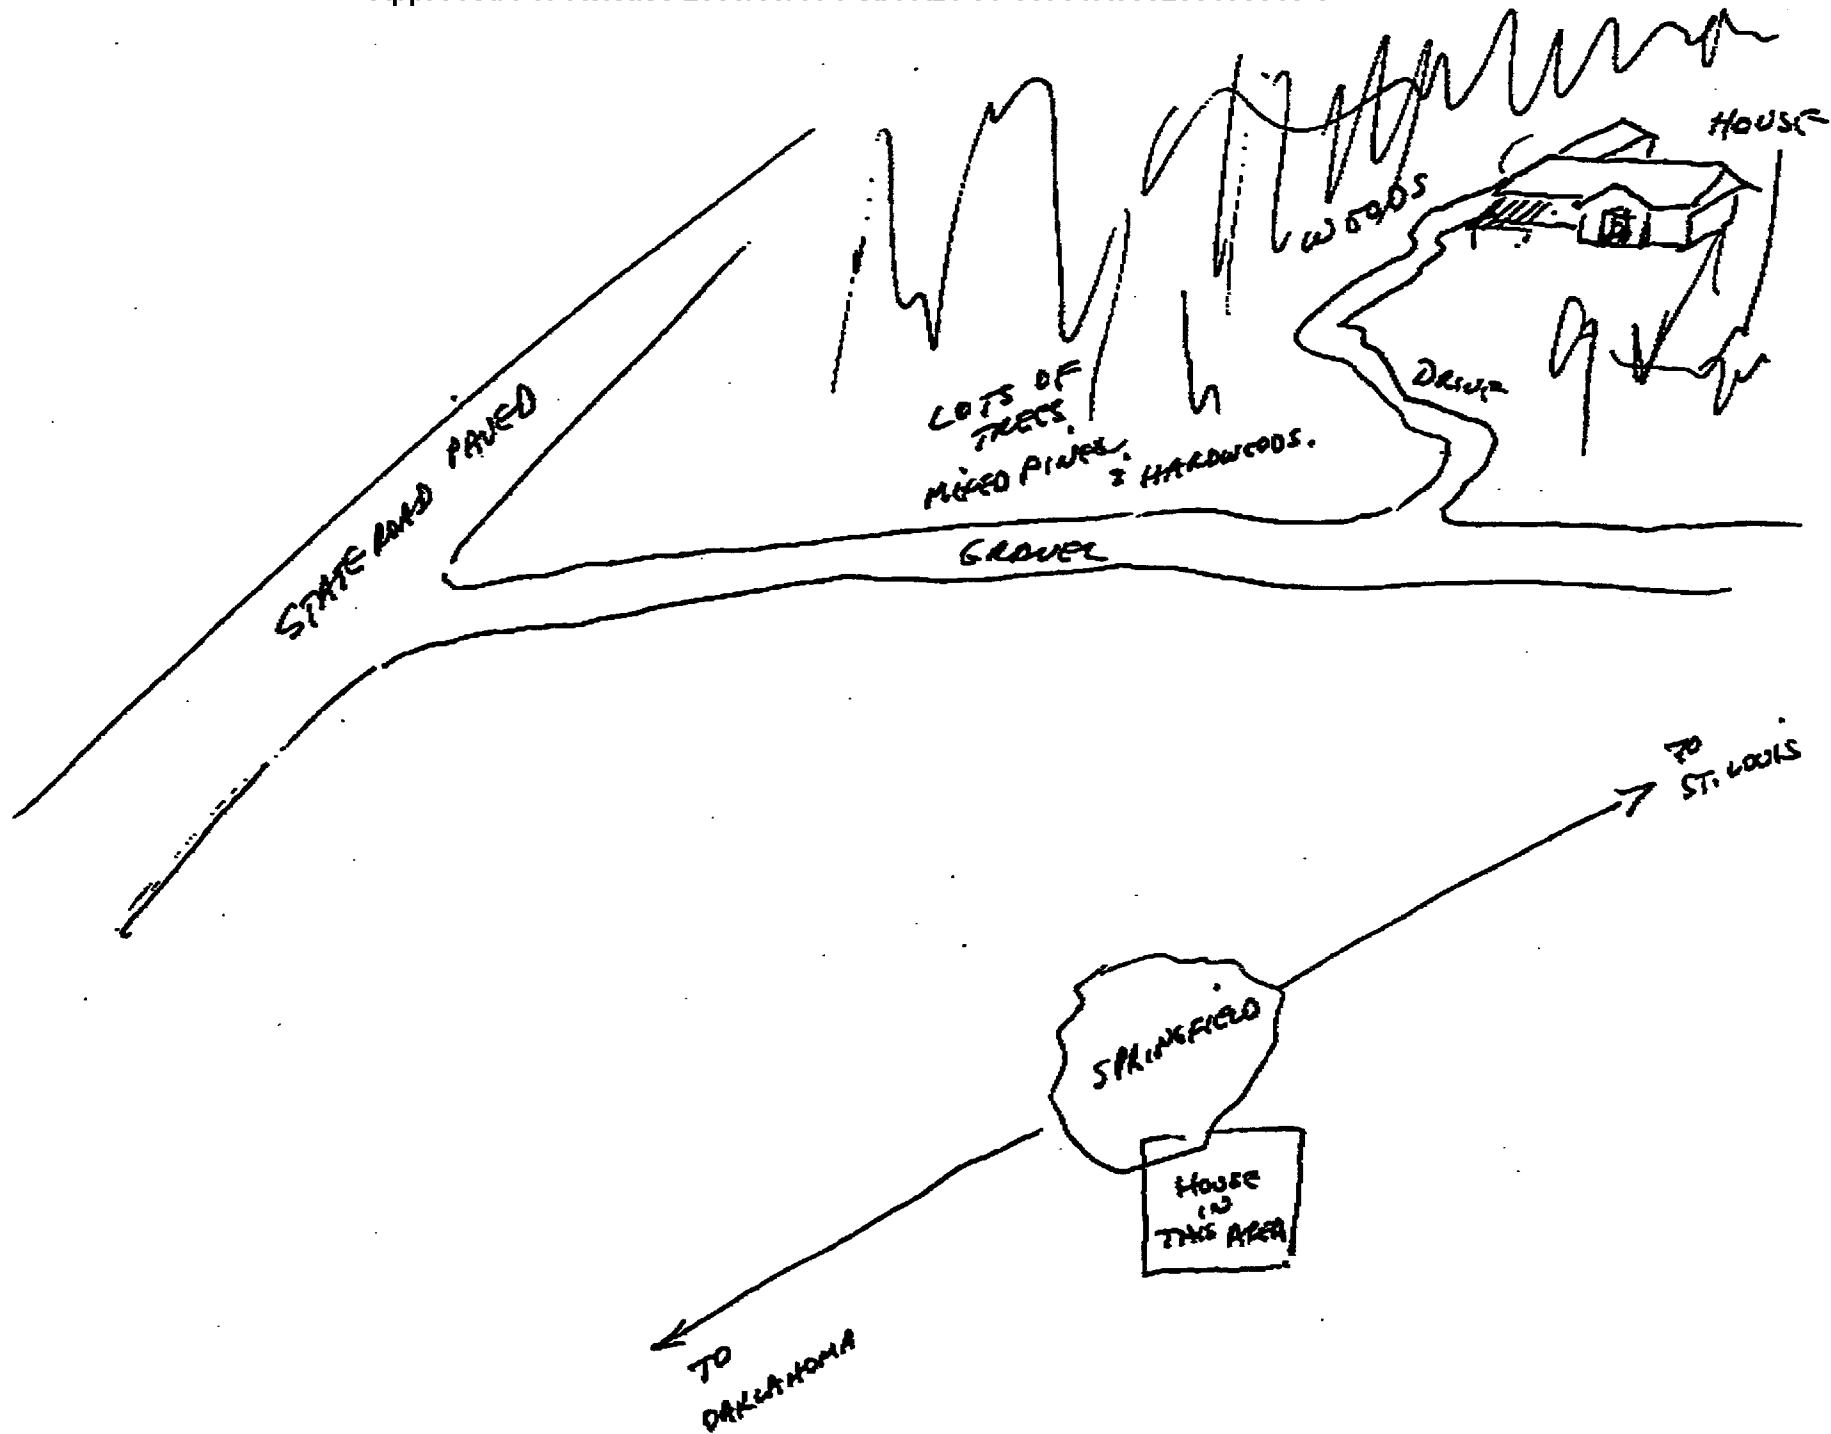 HOUSE
WOODS
DRIVE
LOTS OF
TREES.
MIXED PINES.
& HARDWOODS.
STATE ROAD PAVED
GRAVEL
TO
ST. LOUIS
SPRINGFIELD
HOUSE
IN
THIS AREA
TO
OAKLAHOMA